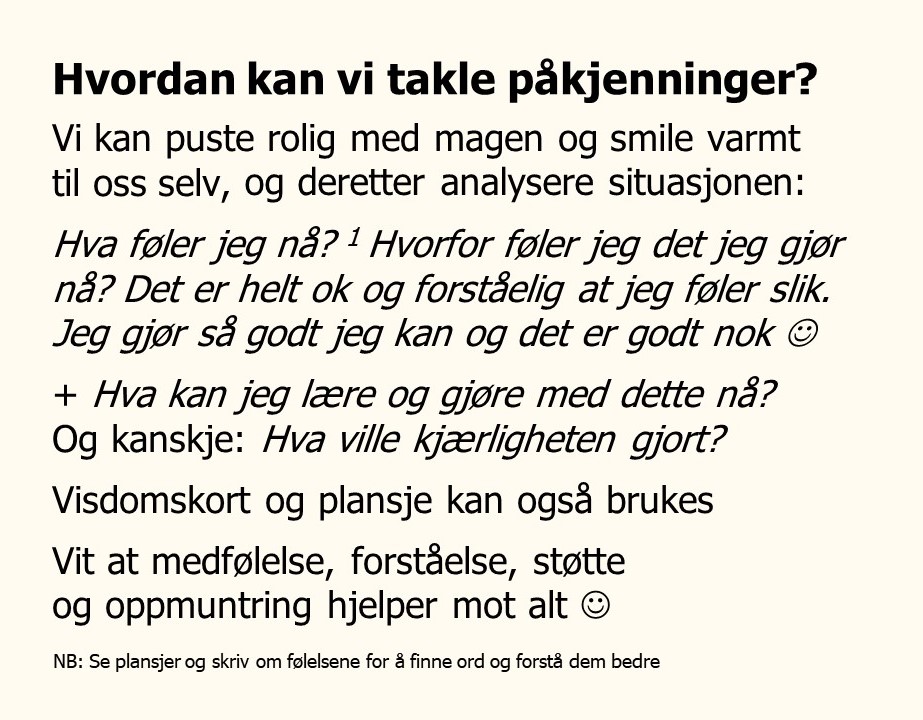 Hvordan kan vi takle påkjenninger?
Vi kan puste rolig med magen og smile varmt
til oss selv, og deretter analysere situasjonen:
Hva føler jeg nå? ¹ Hvorfor føler jeg det jeg gjør
nå? Det er helt ok og forståelig at jeg føler slik.
Jeg gjør så godt jeg kan og det er godt nok ☺
+ Hva kan jeg lære og gjøre med dette nå?
Og kanskje: Hva ville kjærligheten gjort?
Visdomskort og plansje kan også brukes
Vit at medfølelse, forståelse, støtte
og oppmuntring hjelper mot alt ☺
NB: Se plansjer og skriv om følelsene for å finne ord og forstå dem bedre